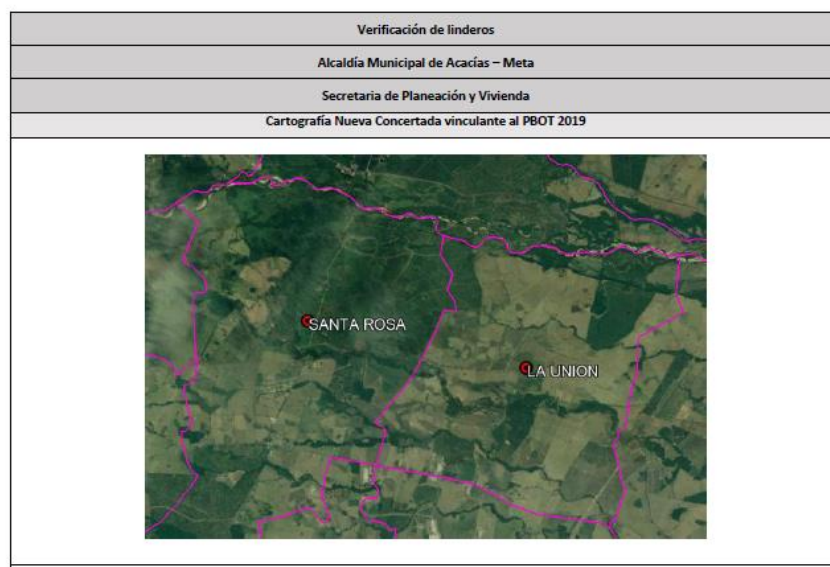 Verificación de linderos
Alcaldía Municipal de Acacías – Meta
Secretaria de Planeación y Vivienda
Cartografía Nueva Concertada vinculante al PBOT 2019
SANTA ROSA
LA UNION